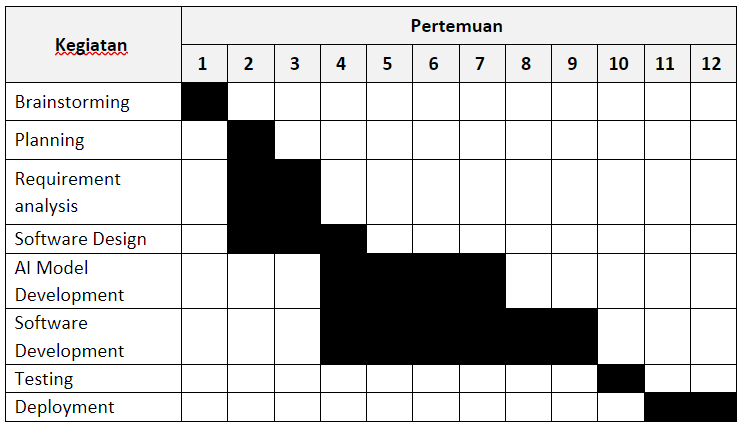 Kegiatan
Pertemuan
1 2 3 4 5 6 7 8 9 10 11 12
Brainstorming
Planning
Requirement
analysis
Software Design
AI Model
Development
Software
Development
Testing
Deployment